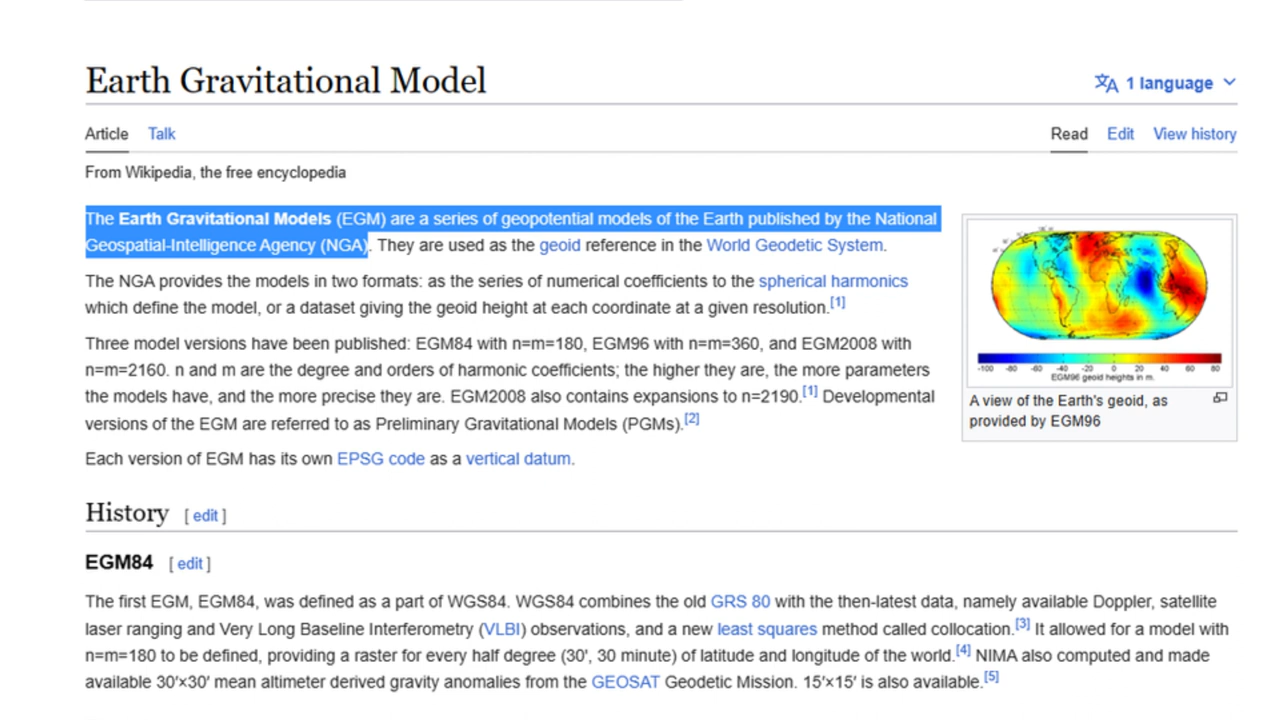 Earth Gravitational Model
1 language
Article Talk
Read Edit View history
From Wikipedia, the free encyclopedia
The Earth Gravitational Models (EGM) are a series of geopotential models of the Earth published by the National
Geospatial-Intelligence Agency (NGA). They are used as the geoid reference in the World Geodetic System.
The NGA provides the models in two formats: as the series of numerical coefficients to the spherical harmonics
which define the model, or a dataset giving the geoid height at each coordinate at a given resolution.[1]
Three model versions have been published: EGM84 with n=m=180, EGM96 with n=m=360, and EGM2008 with
n=m=2160. n and m are the degree and orders of harmonic coefficients; the higher they are, the more parameters
the models have, and the more precise they are. EGM2008 also contains expansions to n=2190.[1] Developmental
versions of the EGM are referred to as Preliminary Gravitational Models (PGMs).[2]
Each version of EGM has its own EPSG code as a vertical datum.
-100 -80 -60 -40 -20 0 20 40 60 80
EGM96 geoid heights in m.
A view of the Earth's geoid, as
provided by EGM96
History [ edit ]
EGM84 [ edit ]
The first EGM, EGM84, was defined as a part of WGS84. WGS84 combines the old GRS 80 with the then-latest data, namely available Doppler, satellite
laser ranging and Very Long Baseline Interferometry (VLBI) observations, and a new least squares method called collocation.[3] It allowed for a model with
n=m=180 to be defined, providing a raster for every half degree (30', 30 minute) of latitude and longitude of the world.[4] NIMA also computed and made
available 30′×30′ mean altimeter derived gravity anomalies from the GEOSAT Geodetic Mission. 15′×15′ is also available.[5]